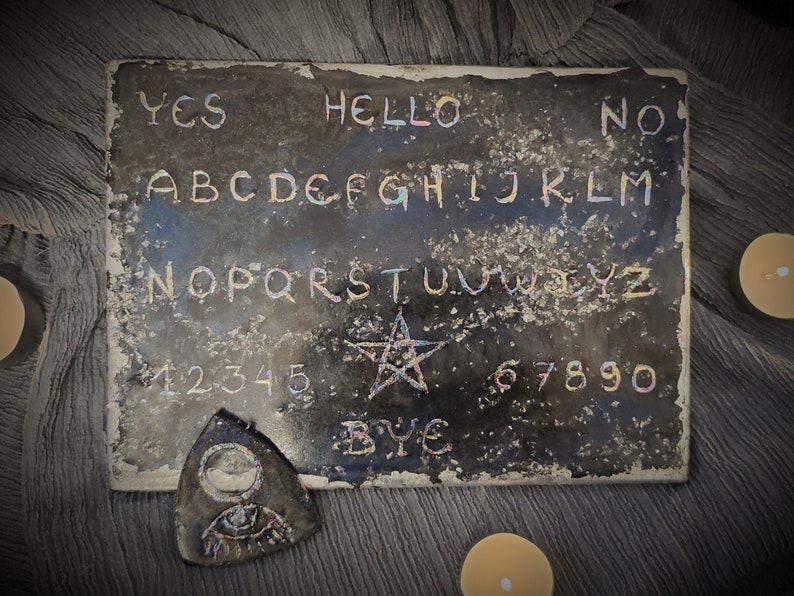 YES HELLO NO
ABCDEFGHIJKLM
NOPQRSTUVWXYZ
12345 67890
BYE